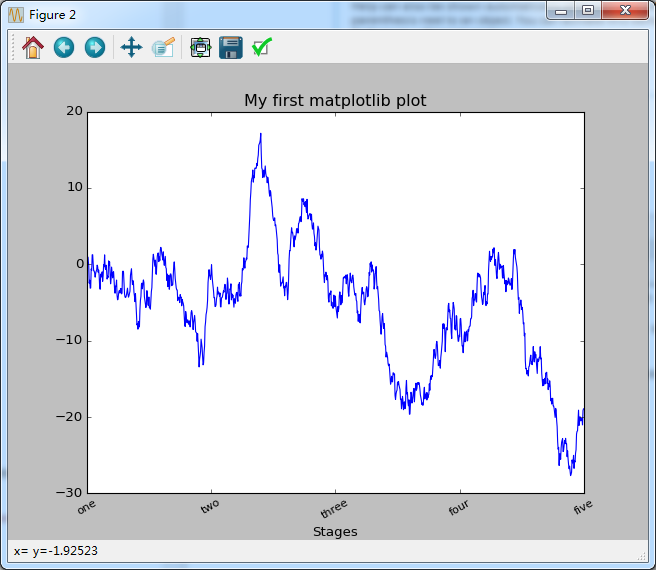 Figure 2
My first matplotlib plot
20
10
0
−10
−20
−30
one
two
three
four
five
Stages
x= y=-1.92523